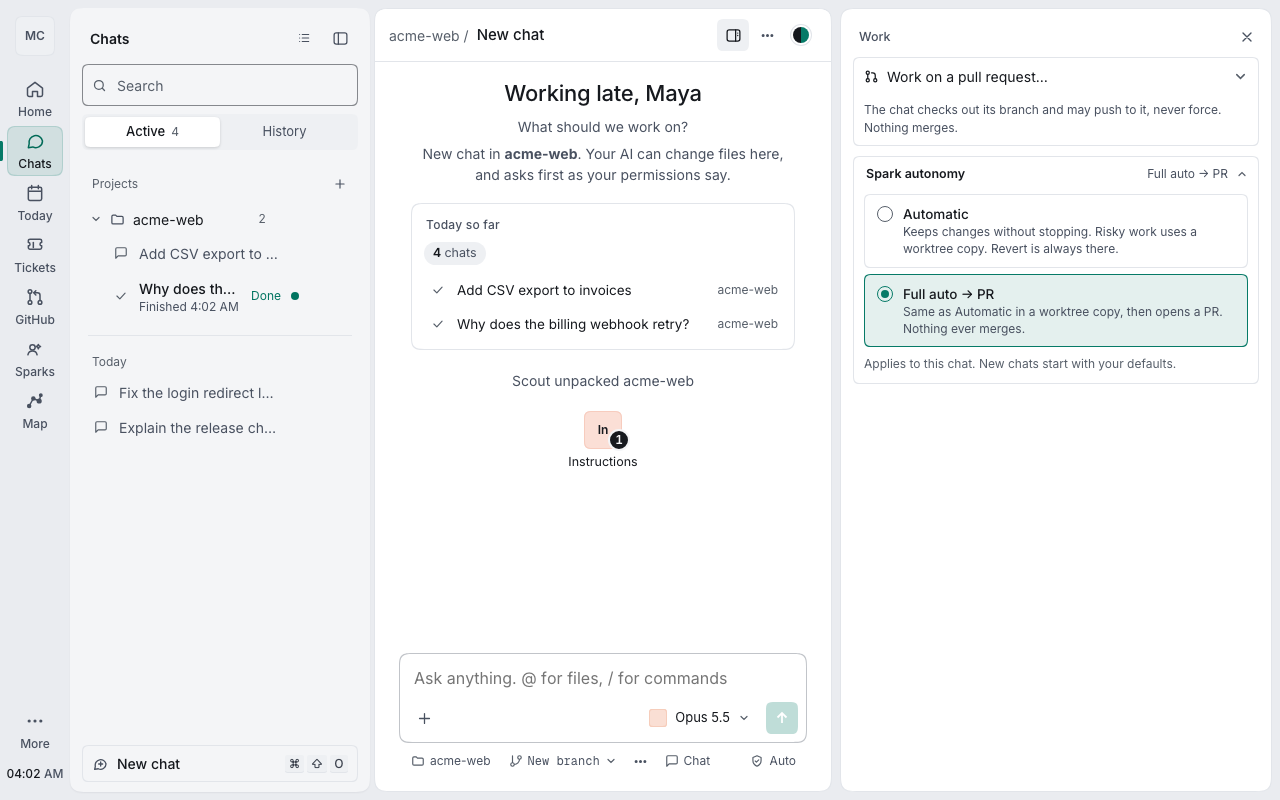 MC
Home
Chats
Today
Tickets
GitHub
Sparks
Map
More
04:02 AM
Chats
Search
Active 4
History
Projects
acme-web 2
Add CSV export to ...
Why does th...
Finished 4:02 AM
Done
Today
Fix the login redirect l...
Explain the release ch...
New chat ⌘ ⇧ O
acme-web / New chat
Working late, Maya
What should we work on?
New chat in acme-web. Your AI can change files here,
and asks first as your permissions say.
Today so far
4 chats
Add CSV export to invoices acme-web
Why does the billing webhook retry? acme-web
Scout unpacked acme-web
In
1
Instructions
Ask anything. @ for files, / for commands
Opus 5.5
acme-web
New branch
Chat
Auto
Work
Work on a pull request...
The chat checks out its branch and may push to it, never force.
Nothing merges.
Spark autonomy Full auto → PR
Automatic
Keeps changes without stopping. Risky work uses a
worktree copy. Revert is always there.
Full auto → PR
Same as Automatic in a worktree copy, then opens a PR.
Nothing ever merges.
Applies to this chat. New chats start with your defaults.